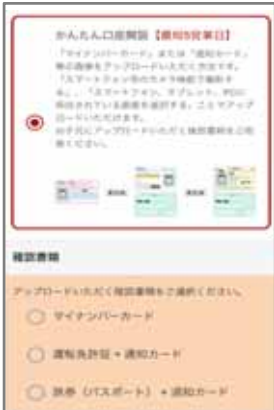 かんたん口座開設【最短5営業日】
「マイナンバーカード」または「通知カード」
等の画像をアップロードいただく方法です。
「スマートフォン等のカメラ機能で撮影す
る」、「スマートフォン、タブレット、PCに
保存されている画像を選択する」ことでアップ
ロードいただけます。
お手元にアップロードいただく確認書類をご用
意ください。
確認書類
アップロードいただく確認書類をご選択ください。
マイナンバーカード
運転免許証 + 通知カード
旅券（パスポート） + 通知カード